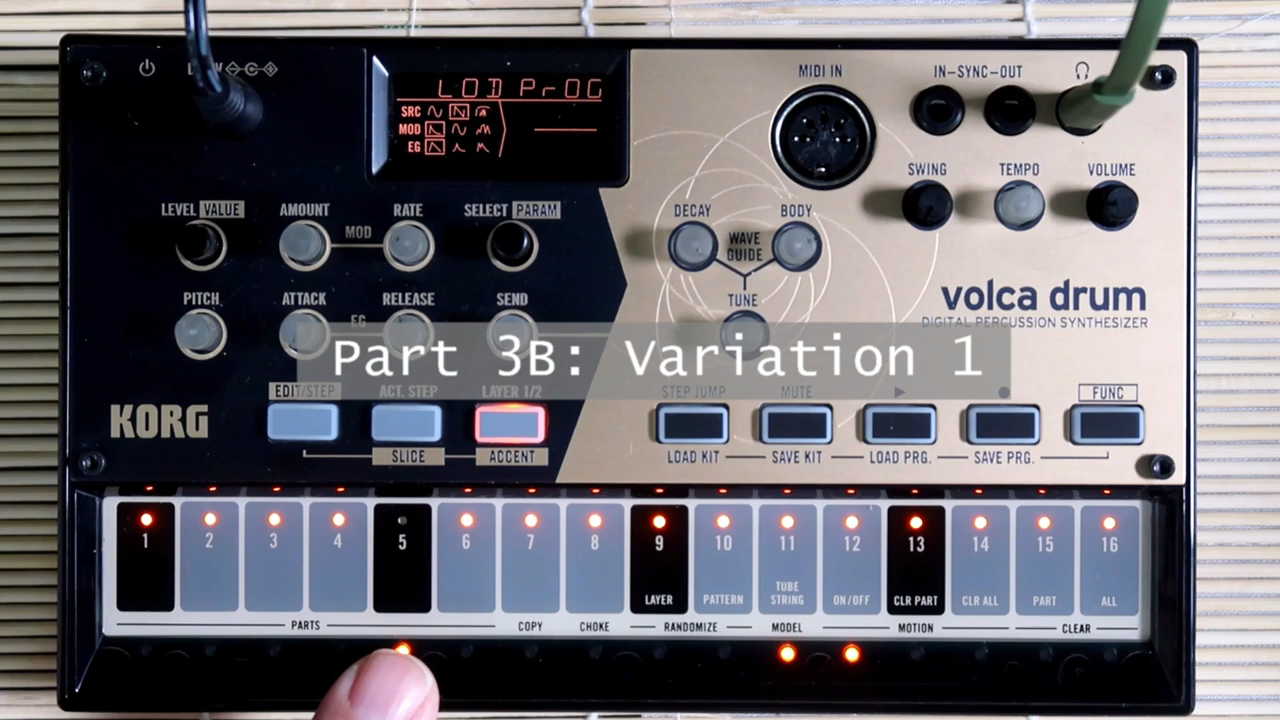 LOD PrOG
SRC
MOD
EG
MIDI IN
IN-SYNC-OUT
SWING
TEMPO
VOLUME
LEVEL VALUE
AMOUNT
MOD
RATE
SELECT PARAM
DECAY
BODY
WAVE
GUIDE
TUNE
PITCH
ATTACK
EG
RELEASE
SEND
volca drum
DIGITAL PERCUSSION SYNTHESIZER
Part 3B: Variation 1
EDIT/STEP
ACT. STEP
LAYER 1/2
STEP JUMP
MUTE
FUNC
KORG
SLICE
ACCENT
LOAD KIT
SAVE KIT
LOAD PRG.
SAVE PRG.
1 2 3 4 5 6 7 8 9 10 11 12 13 14 15 16
LAYER
PATTERN
TUBE
STRING
ON/OFF
CLR PART
CLR ALL
PART
ALL
PARTS
COPY
CHOKE
RANDOMIZE
MODEL
MOTION
CLEAR